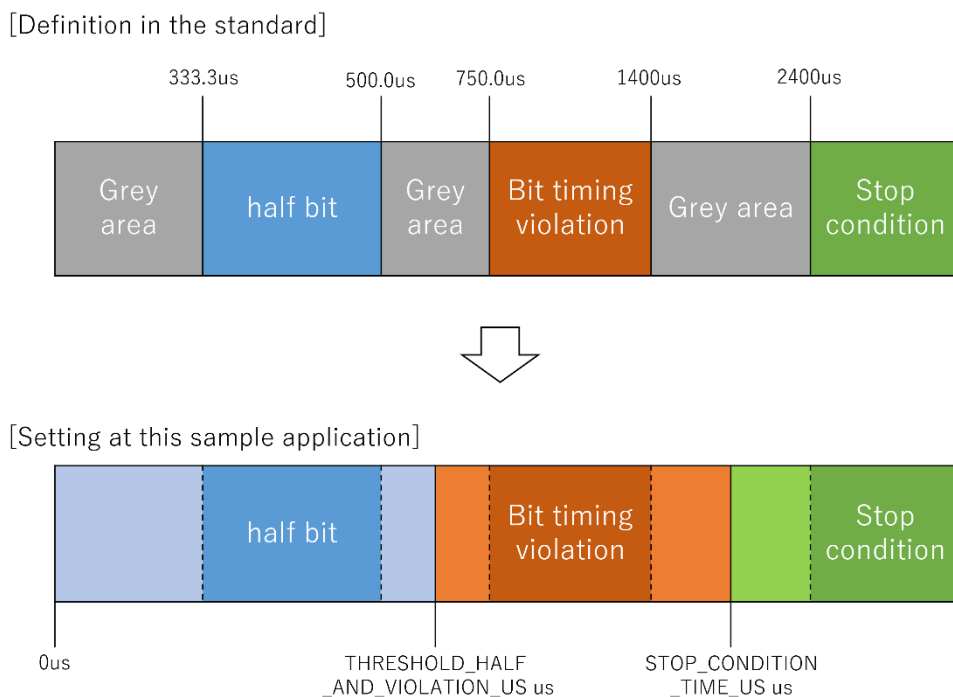 [Definition in the standard]
333.3us 500.0us 750.0us 1400us 2400us
Grey
area
half bit
Grey
area
Bit timing
violation
Grey area
Stop
condition
[Setting at this sample application]
half bit
Bit timing
violation
Stop
condition
0us
THRESHOLD_HALF
_AND_VIOLATION_US us
STOP_CONDITION
_TIME_US us